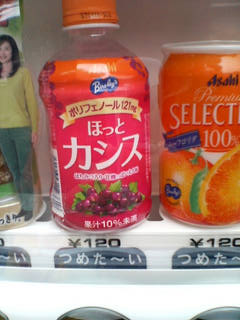 Bireley's
ポリフェノール121mg
ほっと
カシス
果汁10%未満
Asahi
Premium
SELECT
100%
¥120
つめた〜い
¥120
つめた〜い